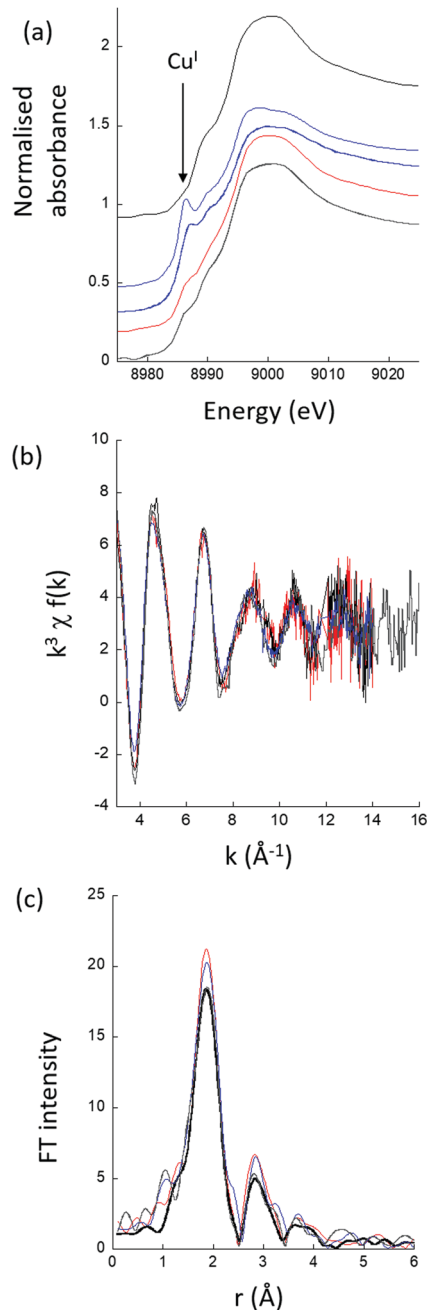 (a)
Cu^I
Normalised
absorbance
2
1.5
1
0.5
0
8980 8990 9000 9010 9020
Energy (eV)
(b)
k³ χ f(k)
10
8
6
4
2
0
-2
-4
4 6 8 10 12 14 16
k (Å⁻¹)
(c)
FT intensity
25
20
15
10
5
0
0 1 2 3 4 5 6
r (Å)